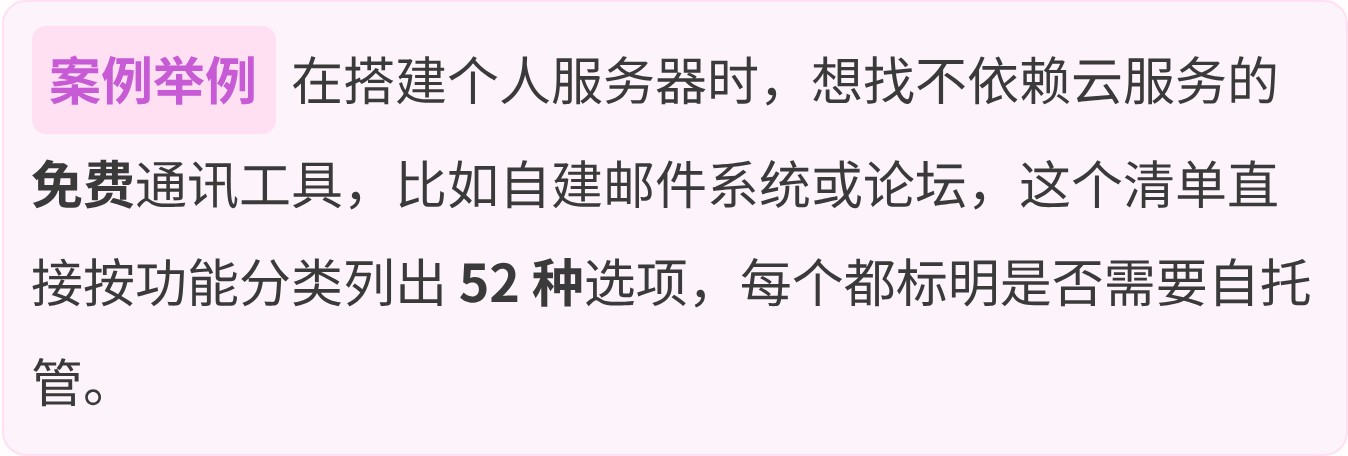 案例举例 在搭建个人服务器时，想找不依赖云服务的
免费通讯工具，比如自建邮件系统或论坛，这个清单直
接按功能分类列出 52 种选项，每个都标明是否需要自托
管。